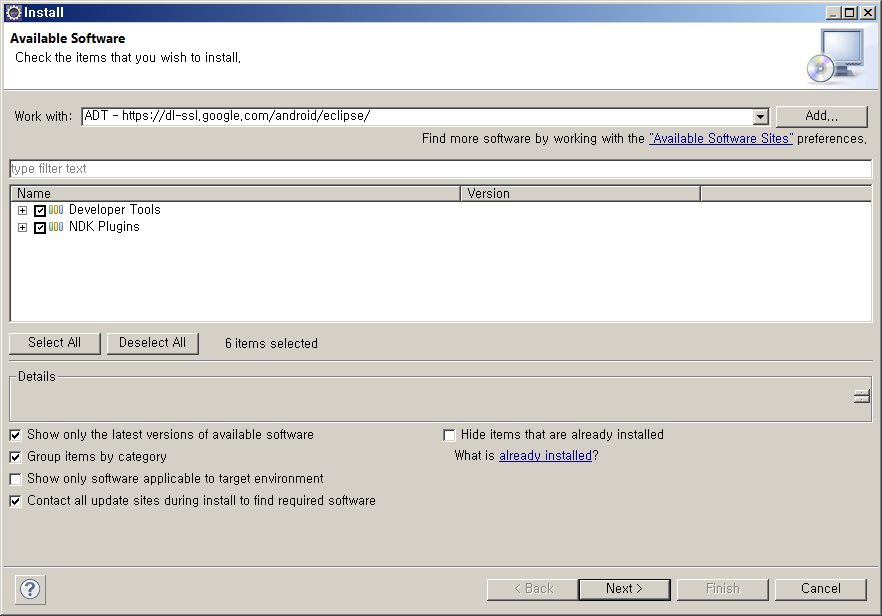 Install
Available Software
Check the items that you wish to install.
Work with: ADT - https://dl-ssl.google.com/android/eclipse/ Add...
Find more software by working with the "Available Software Sites" preferences.
type filter text
Name Version
Developer Tools
NDK Plugins
Select All Deselect All 6 items selected
Details
Show only the latest versions of available software Hide items that are already installed
Group items by category What is already installed?
Show only software applicable to target environment
Contact all update sites during install to find required software
? < Back Next > Finish Cancel